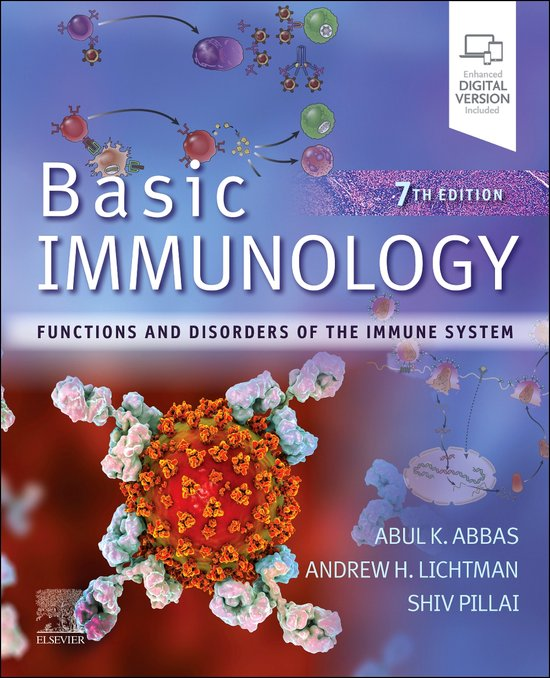 Enhanced
DIGITAL
VERSION
Included
Basic
7TH EDITION
IMMUNOLOGY
FUNCTIONS AND DISORDERS OF THE IMMUNE SYSTEM
ABUL K. ABBAS
ANDREW H. LICHTMAN
SHIV PILLAI
ELSEVIER